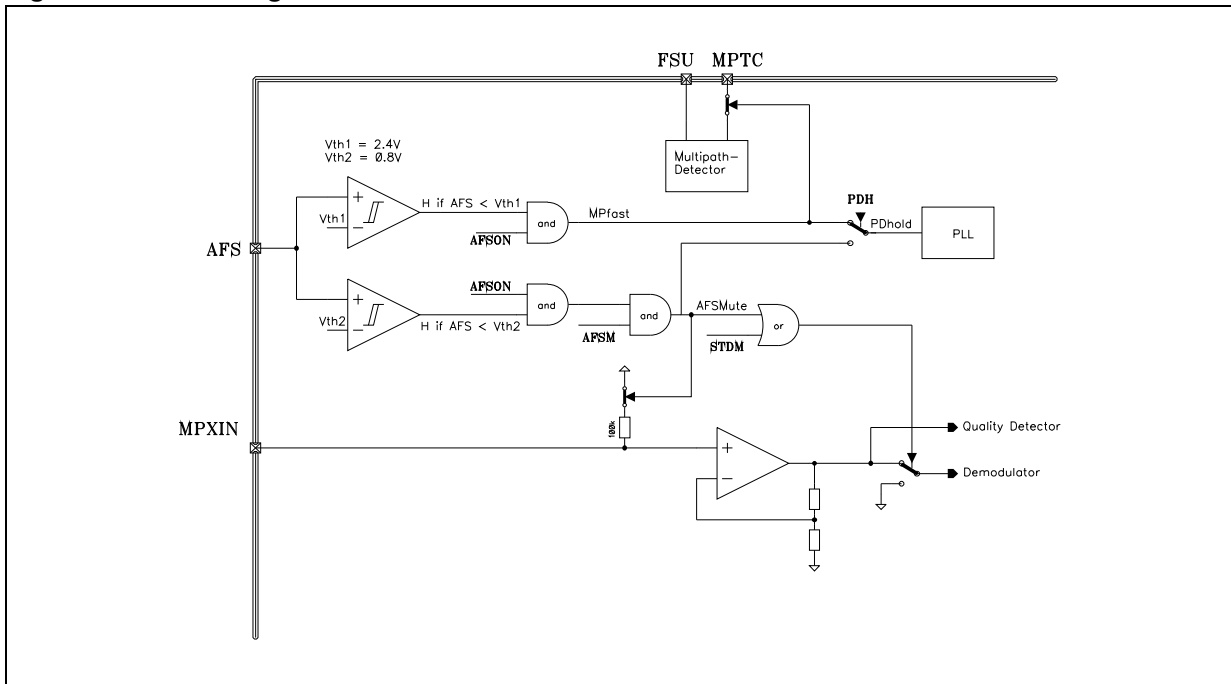 FSU MPTC
Vth1 = 2.4V
Vth2 = 0.8V
Multipath-
Detector
+
Vth1
-
H if AFS < Vth1
and
AFSON
MPfast
PDH
PDhold
PLL
AFS
+
Vth2
-
H if AFS < Vth2
AFSON
and
and
AFSM
AFSMute
or
STDM
MPXIN
100k
+
-
Quality Detector
Demodulator